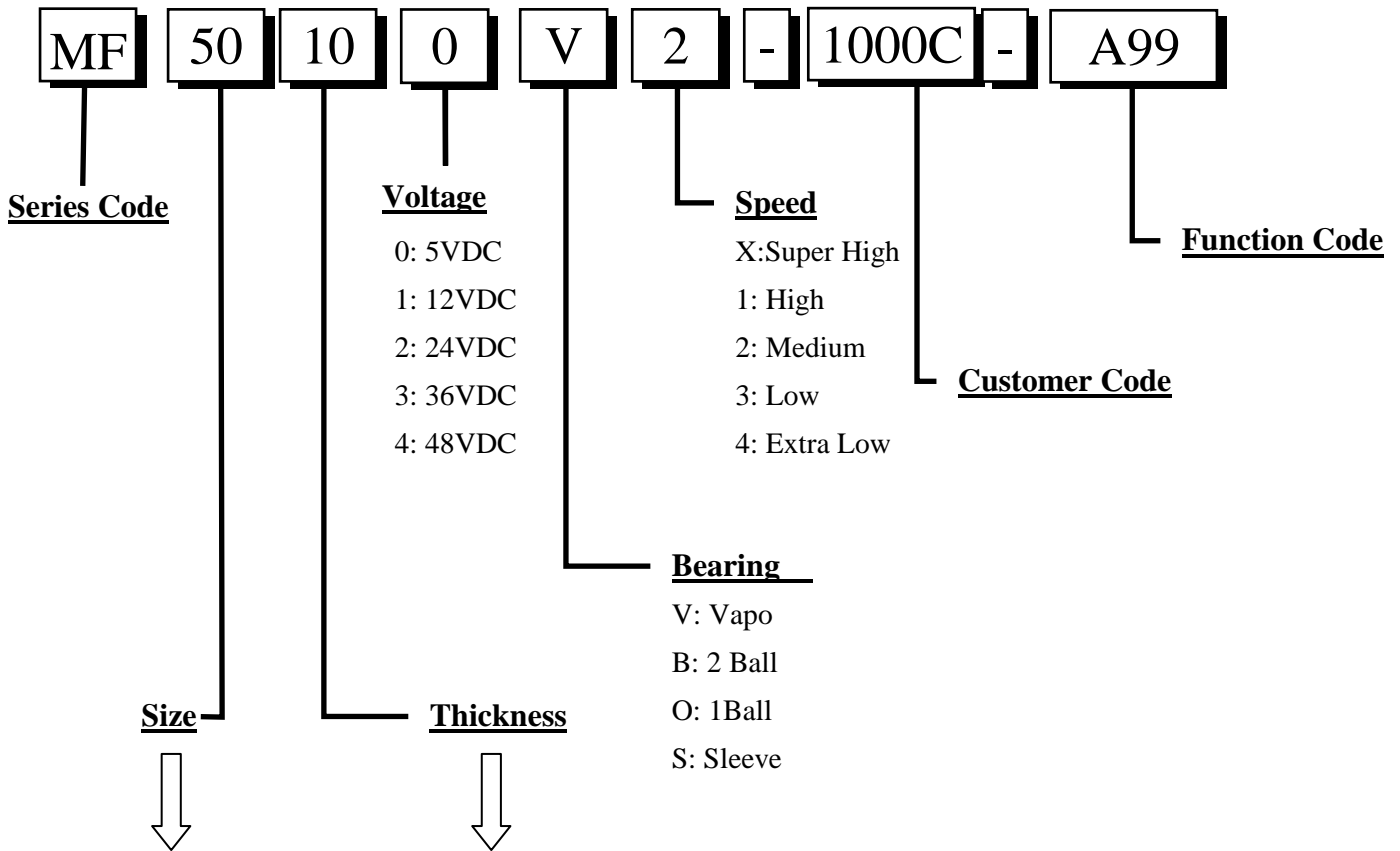 MF 50 10 0 V 2 - 1000C - A99
Series Code
Voltage
0: 5VDC
1: 12VDC
2: 24VDC
3: 36VDC
4: 48VDC
Speed
X:Super High
1: High
2: Medium
3: Low
4: Extra Low
Function Code
Customer Code
Bearing
V: Vapo
B: 2 Ball
O: 1Ball
S: Sleeve
Size
Thickness